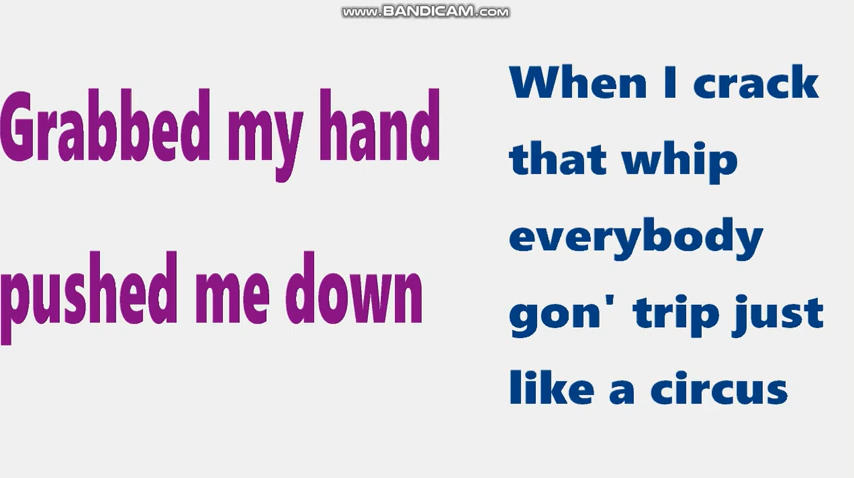 www.BANDICAM.com
Grabbed my hand
pushed me down
When I crack
that whip
everybody
gon' trip just
like a circus